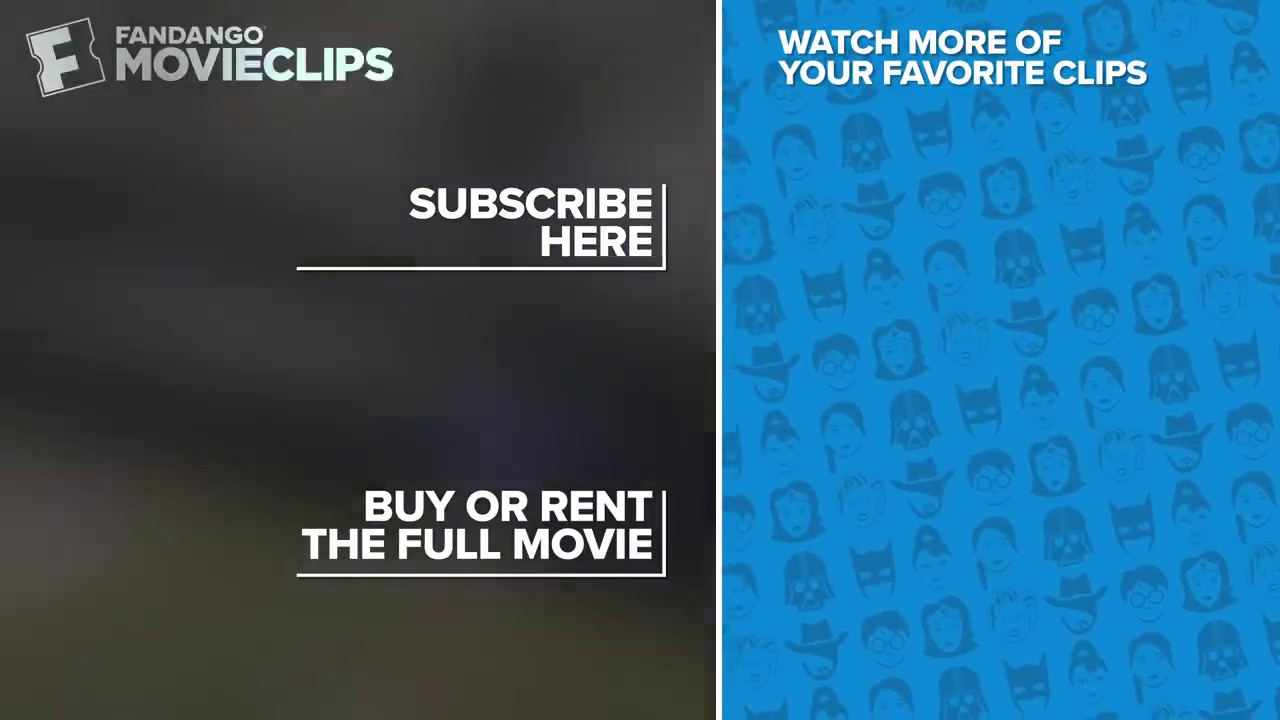 FANDANGO
MOVIECLIPS
SUBSCRIBE
HERE
BUY OR RENT
THE FULL MOVIE
WATCH MORE OF
YOUR FAVORITE CLIPS